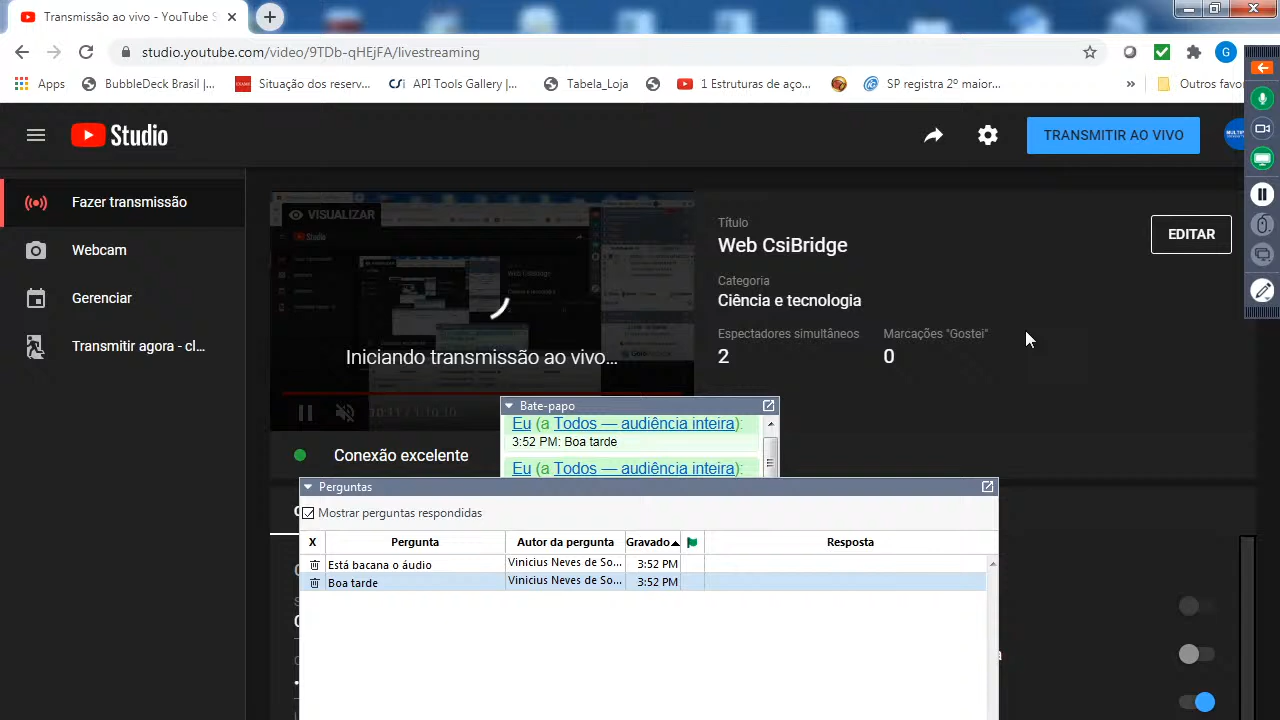 Transmissão ao vivo - YouTube S
studio.youtube.com/video/9TDb-qHEjFA/livestreaming
G
Apps
BubbleDeck Brasil |...
Situação dos reserv...
CSi API Tools Gallery |...
Tabela_Loja
1 Estruturas de aço...
SP registra 2º maior...
»
Outros favor
Studio
TRANSMITIR AO VIVO
Fazer transmissão
Webcam
Gerenciar
Transmitir agora - cl...
VISUALIZAR
Iniciando transmissão ao vivo...
Conexão excelente
Título
Web CsiBridge
EDITAR
Categoria
Ciência e tecnologia
Espectadores simultâneos
Marcações "Gostei"
2
0
Bate-papo
Eu (a Todos — audiência inteira):
3:52 PM: Boa tarde
Eu (a Todos — audiência inteira):
Perguntas
Mostrar perguntas respondidas
X Pergunta Autor da pergunta Gravado Resposta
Está bacana o áudio Vinicius Neves de So... 3:52 PM
Boa tarde Vinicius Neves de So... 3:52 PM